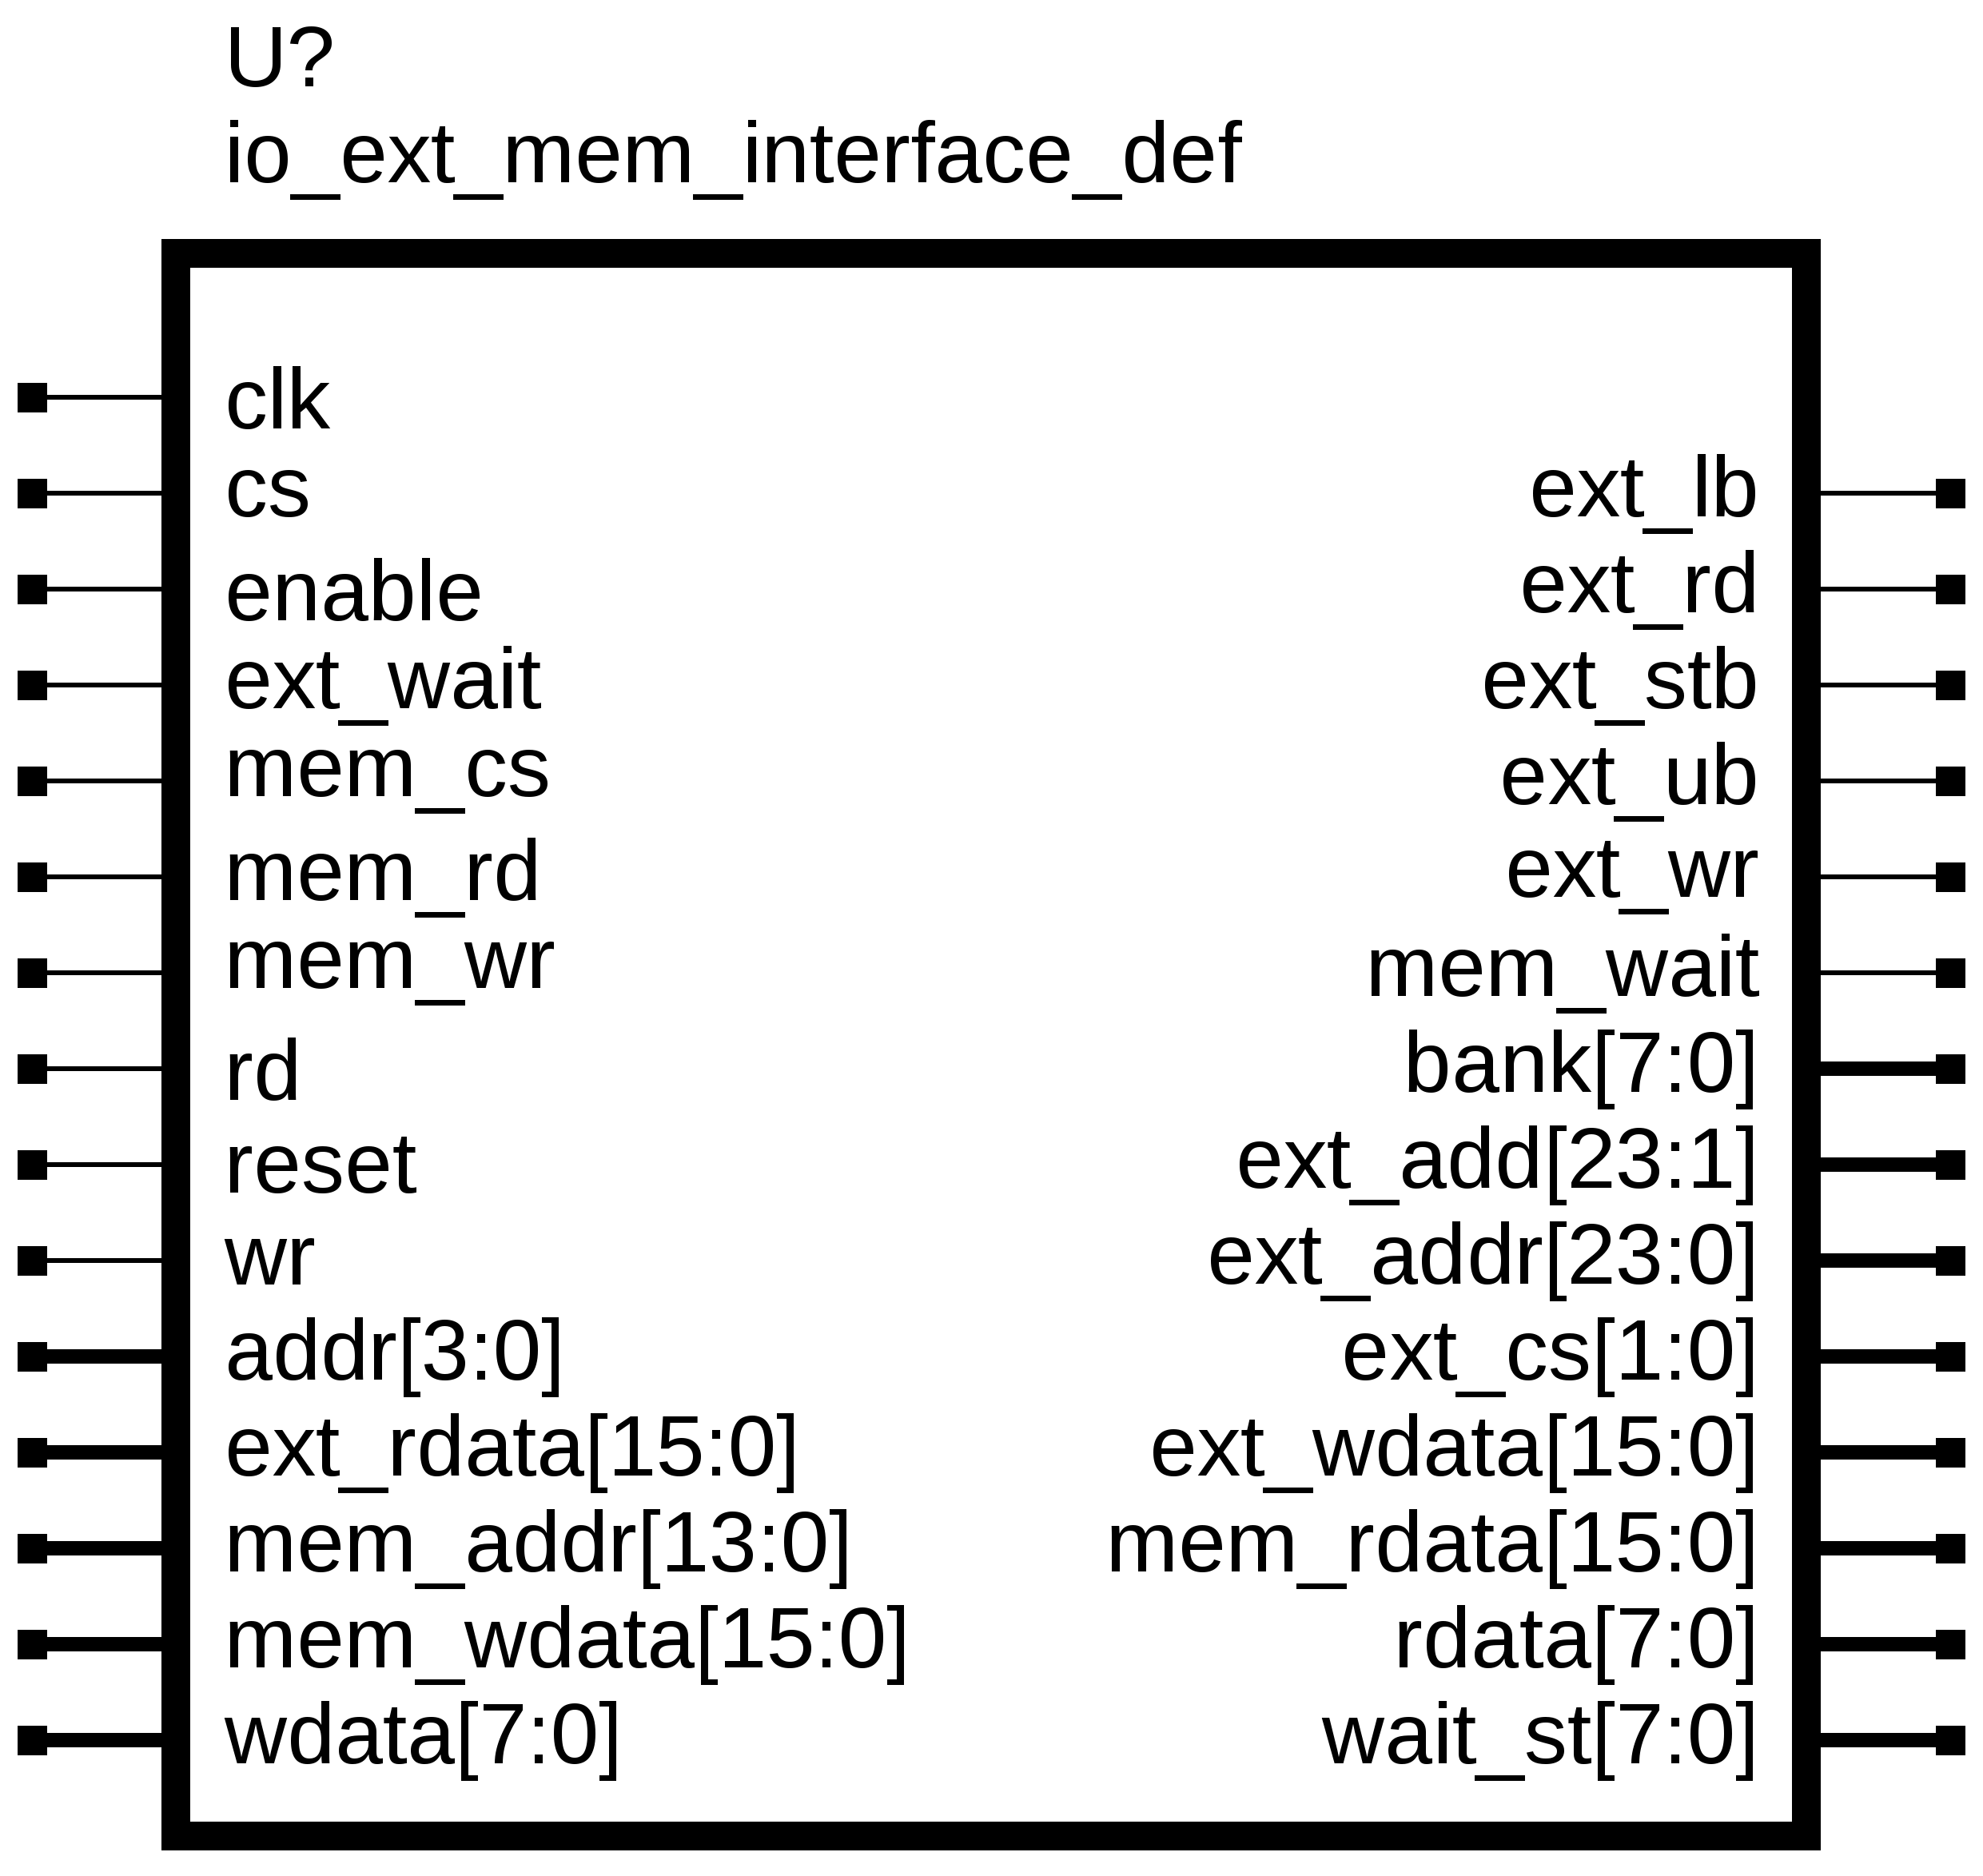 U?
io_ext_mem_interface_def
clk
cs
enable
ext_wait
mem_cs
mem_rd
mem_wr
rd
reset
wr
addr[3:0]
ext_rdata[15:0]
mem_addr[13:0]
mem_wdata[15:0]
wdata[7:0]
ext_lb
ext_rd
ext_stb
ext_ub
ext_wr
mem_wait
bank[7:0]
ext_add[23:1]
ext_addr[23:0]
ext_cs[1:0]
ext_wdata[15:0]
mem_rdata[15:0]
rdata[7:0]
wait_st[7:0]